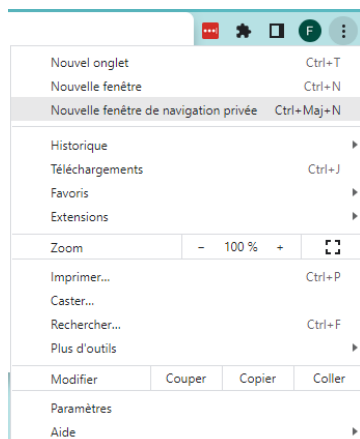 F
Nouvel onglet Ctrl+T
Nouvelle fenêtre Ctrl+N
Nouvelle fenêtre de navigation privée Ctrl+Maj+N
Historique
Téléchargements Ctrl+J
Favoris
Extensions
Zoom - 100 % +
Imprimer... Ctrl+P
Caster...
Rechercher... Ctrl+F
Plus d'outils
Modifier Couper Copier Coller
Paramètres
Aide